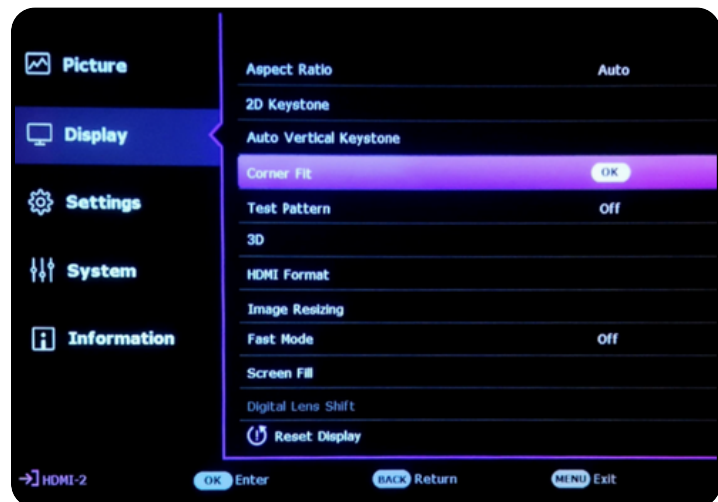 Picture
Display
Settings
System
Information
Aspect Ratio Auto
2D Keystone
Auto Vertical Keystone
Corner Fit OK
Test Pattern Off
3D
HDMI Format
Image Resizing
Fast Mode Off
Screen Fill
Digital Lens Shift
Reset Display
HDMI-2 OK Enter BACK Return MENU Exit